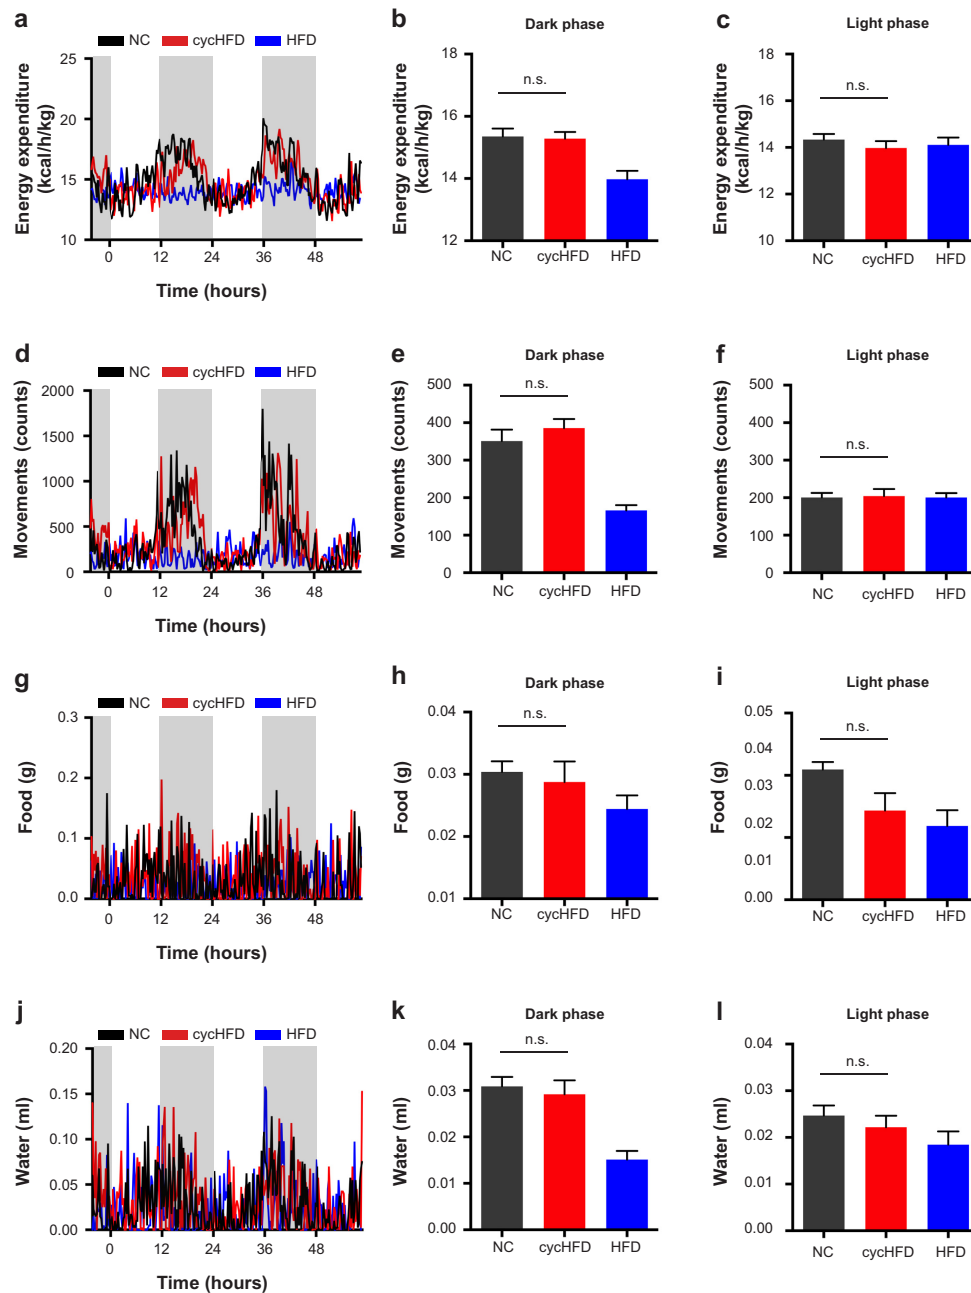 a
NC cycHFD HFD
Energy expenditure
(kcal/h/kg)
25
20
15
10
0 12 24 36 48
Time (hours)
b
Dark phase
Energy expenditure
(kcal/h/kg)
18
16
14
12
n.s.
NC cycHFD HFD
c
Light phase
Energy expenditure
(kcal/h/kg)
18
16
14
12
10
n.s.
NC cycHFD HFD
d
NC cycHFD HFD
Movements (counts)
2000
1500
1000
500
0
0 12 24 36 48
Time (hours)
e
Dark phase
Movements (counts)
500
400
300
200
100
0
n.s.
NC cycHFD HFD
f
Light phase
Movements (counts)
500
400
300
200
100
0
n.s.
NC cycHFD HFD
g
NC cycHFD HFD
Food (g)
0.3
0.2
0.1
0.0
0 12 24 36 48
Time (hours)
h
Dark phase
Food (g)
0.04
0.03
0.02
0.01
n.s.
NC cycHFD HFD
i
Light phase
Food (g)
0.05
0.04
0.03
0.02
0.01
0.00
n.s.
NC cycHFD HFD
j
NC cycHFD HFD
Water (ml)
0.20
0.15
0.10
0.05
0.00
0 12 24 36 48
Time (hours)
k
Dark phase
Water (ml)
0.04
0.03
0.02
0.01
0.00
n.s.
NC cycHFD HFD
l
Light phase
Water (ml)
0.04
0.03
0.02
0.01
0.00
n.s.
NC cycHFD HFD